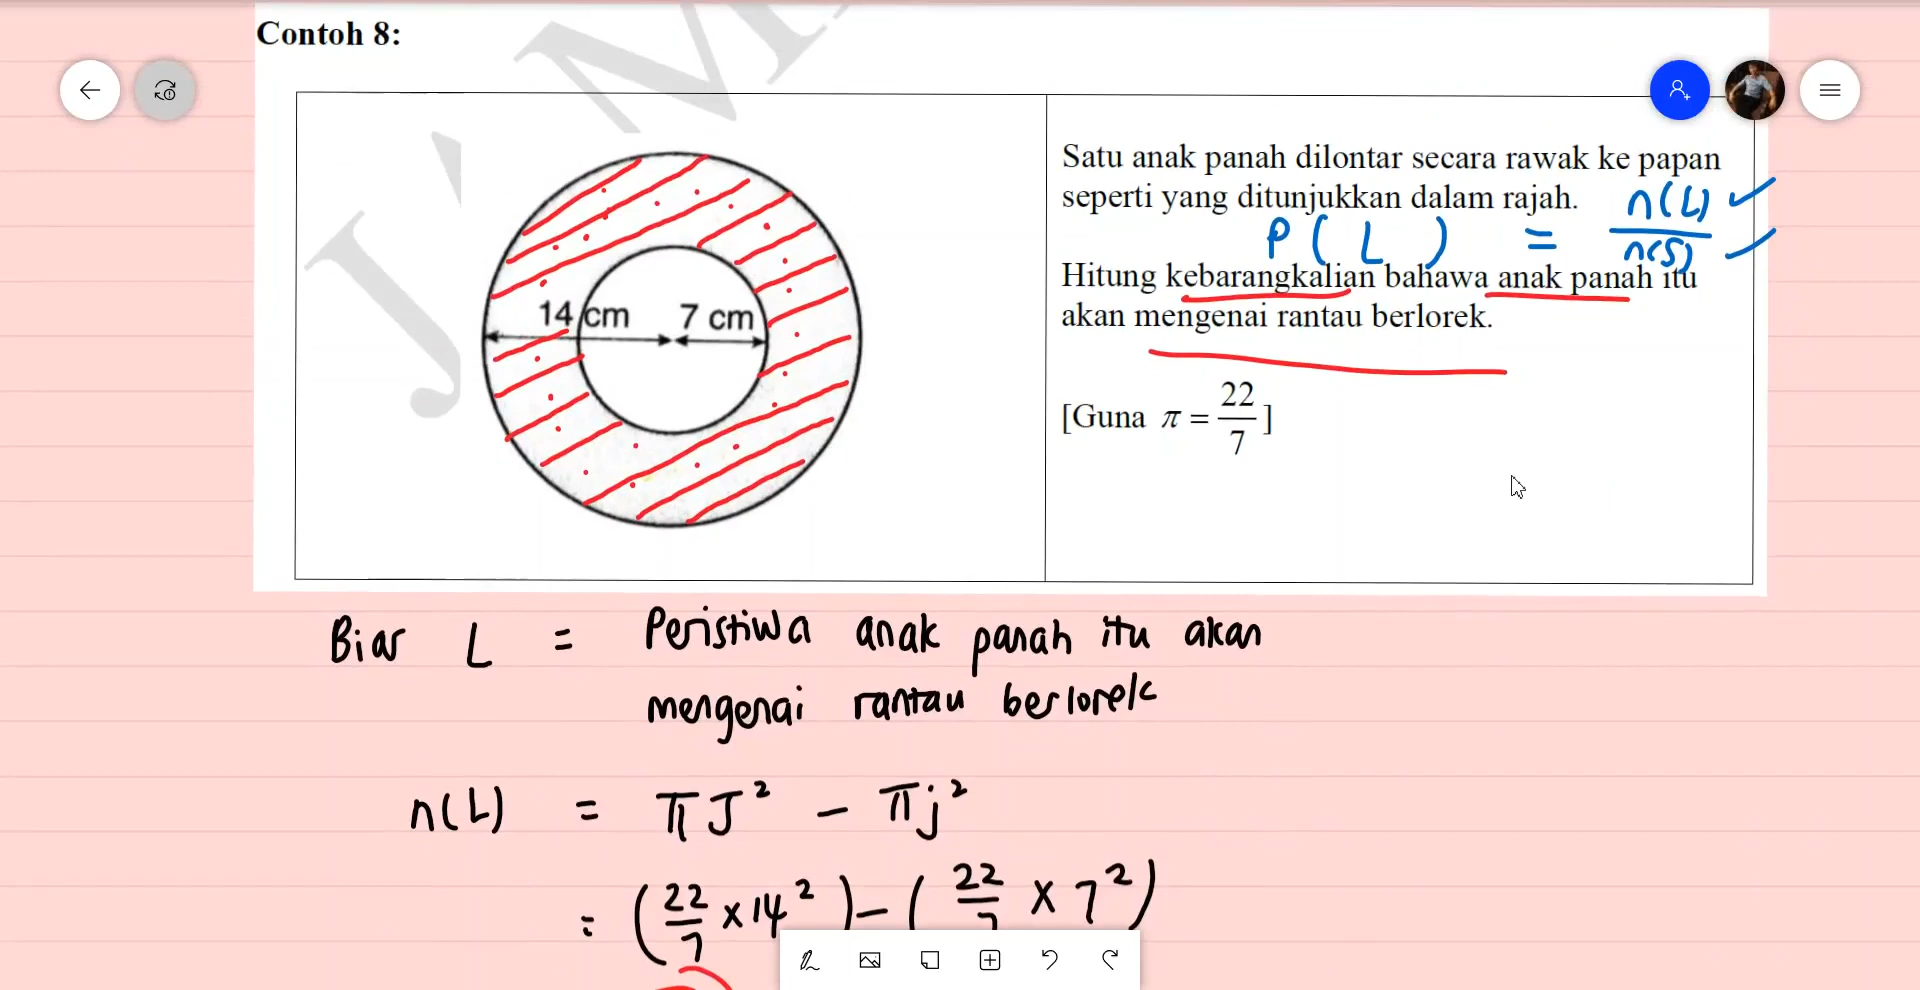 Contoh 8:
14 cm 7 cm
Satu anak panah dilontar secara rawak ke papan
seperti yang ditunjukkan dalam rajah.
P ( L ) = n(L)/n(S)
Hitung kebarangkalian bahawa anak panah itu
akan mengenai rantau berlorek.
[Guna π = 22/7 ]
Biar L = Peristiwa anak panah itu akan
mengenai rantau berlorek
n(L) = πJ² − πj²
= (22/7 × 14²) − (22/7 × 7²)